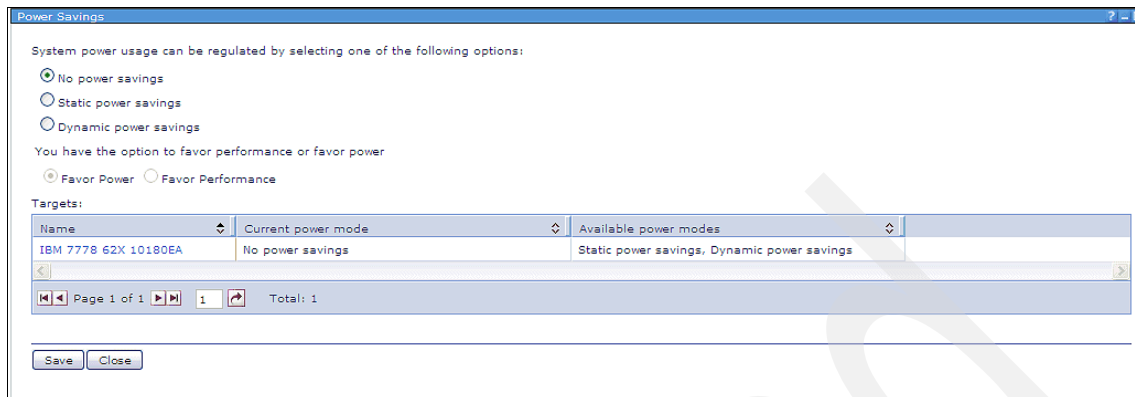 Power Savings ?
System power usage can be regulated by selecting one of the following options:
No power savings
Static power savings
Dynamic power savings
You have the option to favor performance or favor power
Favor Power Favor Performance
Targets:
Name Current power mode Available power modes
IBM 7778 62X 10180EA No power savings Static power savings, Dynamic power savings
Page 1 of 1 1 Total: 1
Save Close